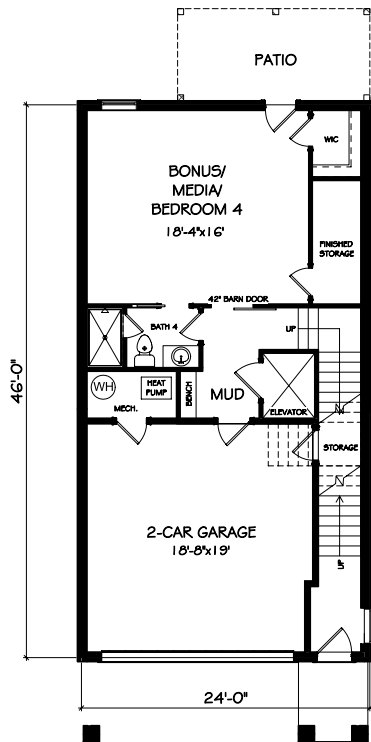 PATIO
WIC
BONUS/
MEDIA/
BEDROOM 4
18'-4"x16'
FINISHED
STORAGE
42" BARN DOOR
BATH 4
UP
46'-0"
WH
HEAT
PUMP
MECH.
BENCH
MUD
ELEVATOR
STORAGE
2-CAR GARAGE
18'-8"x19'
UP
24'-0"